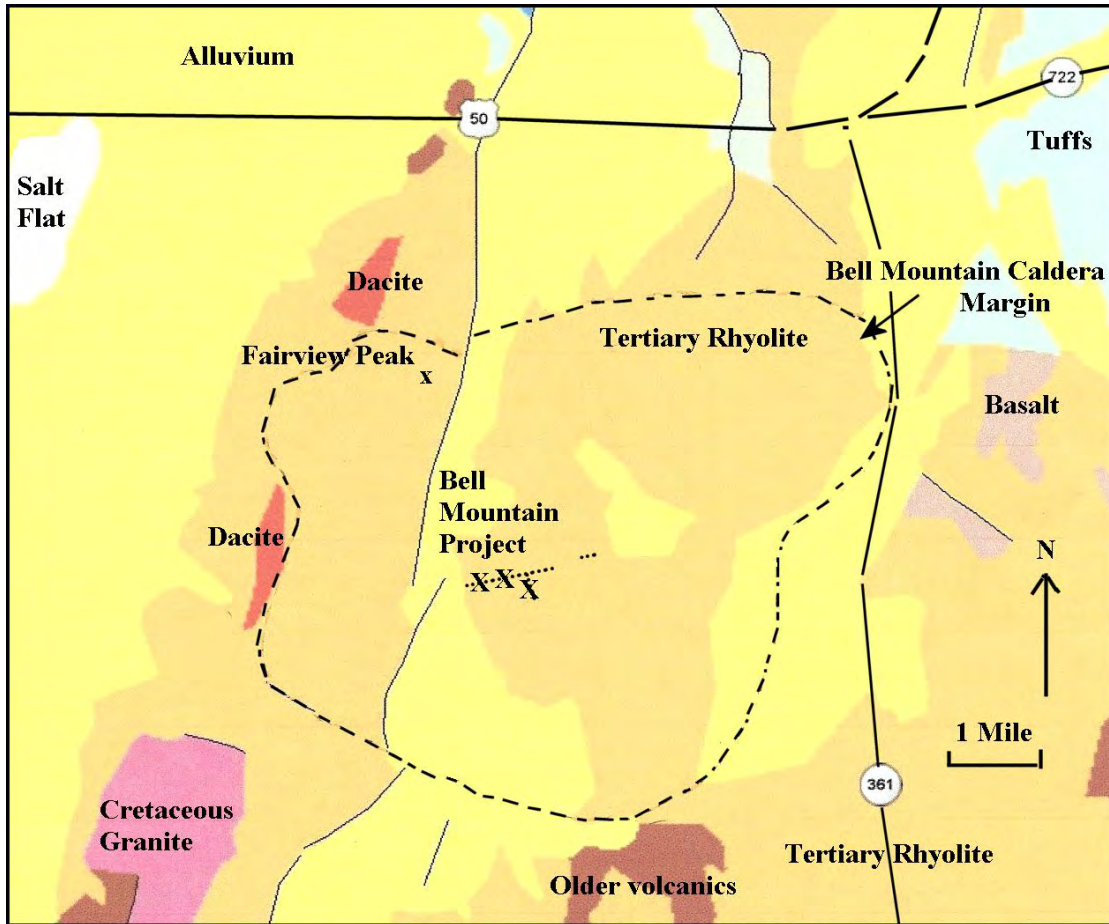 Alluvium
50
722
Tuffs
Salt
Flat
Dacite
Bell Mountain Caldera
Margin
Fairview Peak
x
Tertiary Rhyolite
Basalt
Bell
Mountain
Project
X X X
Dacite
N
1 Mile
361
Cretaceous
Granite
Tertiary Rhyolite
Older volcanics